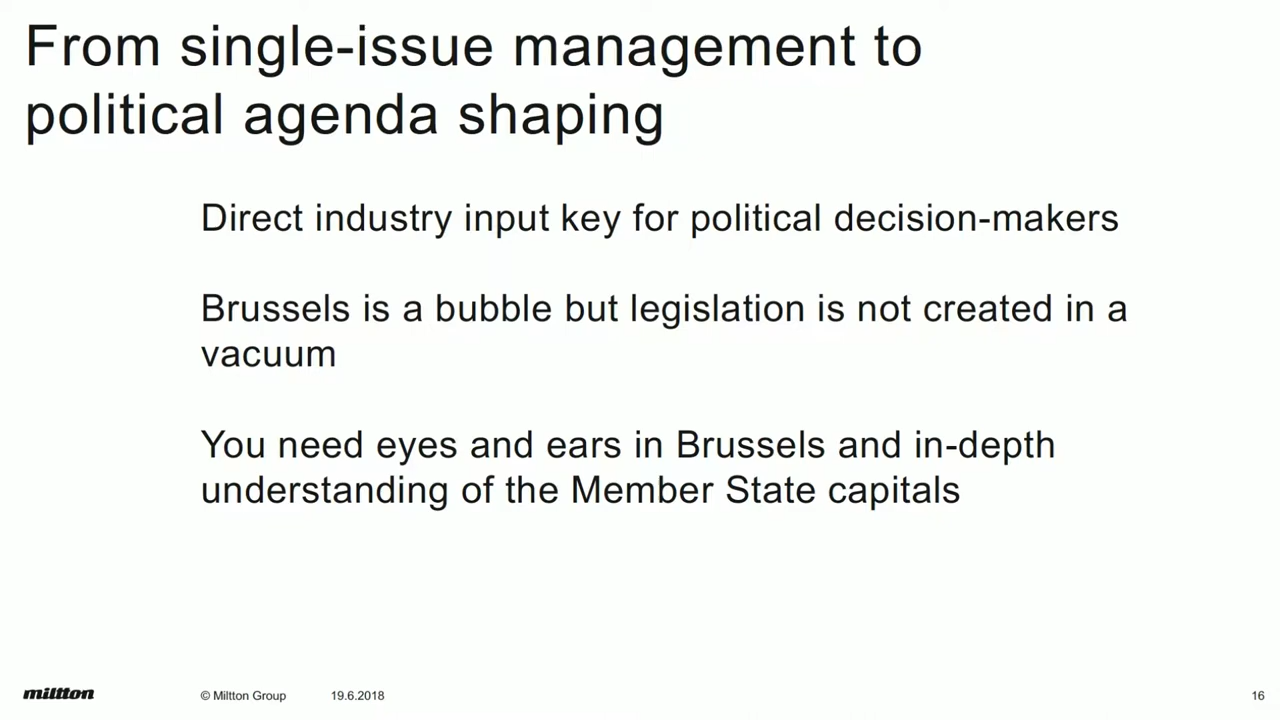 From single-issue management to
political agenda shaping
Direct industry input key for political decision-makers
Brussels is a bubble but legislation is not created in a
vacuum
You need eyes and ears in Brussels and in-depth
understanding of the Member State capitals
miltton © Miltton Group 19.6.2018 16